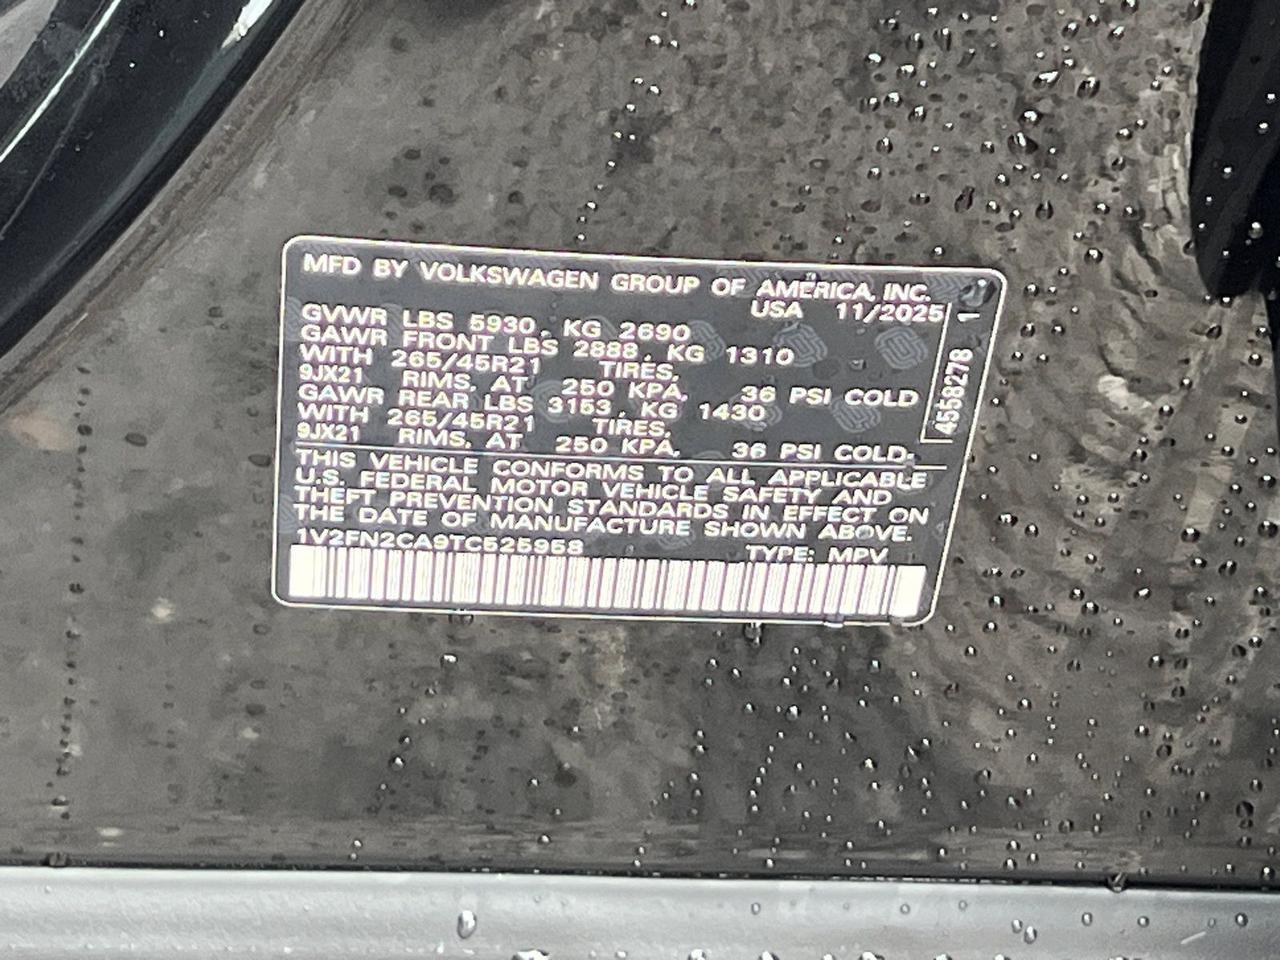 MFD BY VOLKSWAGEN GROUP OF AMERICA, INC.
USA 11/2025
GVWR LBS 5930, KG 2690
GAWR FRONT LBS 2888, KG 1310
WITH 265/45R21 TIRES,
9JX21 RIMS, AT 250 KPA, 36 PSI COLD
GAWR REAR LBS 3153, KG 1430
WITH 265/45R21 TIRES,
9JX21 RIMS, AT 250 KPA, 36 PSI COLD.
THIS VEHICLE CONFORMS TO ALL APPLICABLE
U.S. FEDERAL MOTOR VEHICLE SAFETY AND
THEFT PREVENTION STANDARDS IN EFFECT ON
THE DATE OF MANUFACTURE SHOWN ABOVE.
1V2FN2CA9TC525958 TYPE: MPV
4558278 1